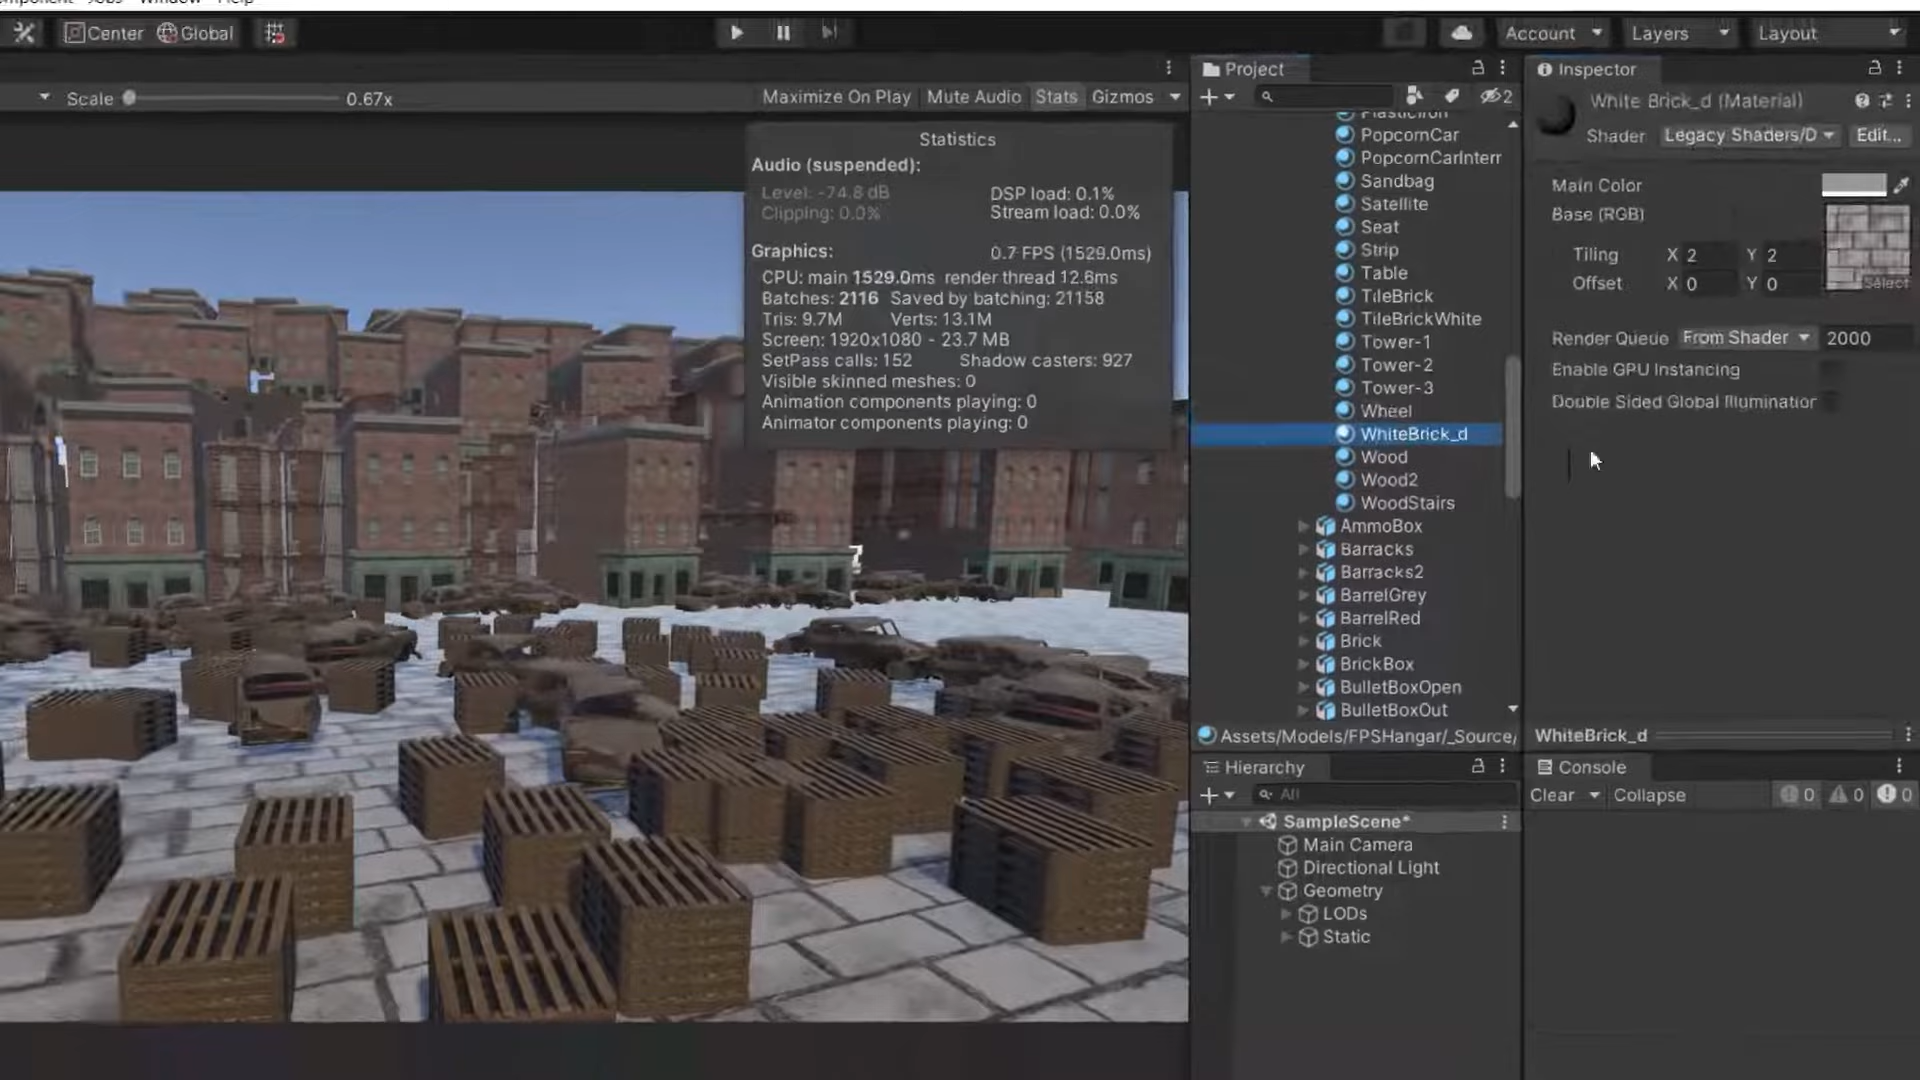 Jobs Window Help
Center Global
Account Layers Layout
Scale 0.67x
Maximize On Play Mute Audio Stats Gizmos
Statistics
Audio (suspended):
Level: -74.8 dB DSP load: 0.1%
Clipping: 0.0% Stream load: 0.0%
Graphics: 0.7 FPS (1529.0ms)
CPU: main 1529.0ms render thread 12.6ms
Batches: 2116 Saved by batching: 21158
Tris: 9.7M Verts: 13.1M
Screen: 1920x1080 - 23.7 MB
SetPass calls: 152 Shadow casters: 927
Visible skinned meshes: 0
Animation components playing: 0
Animator components playing: 0
Project
2
PlasticIron
PopcornCar
PopcornCarInterr
Sandbag
Satellite
Seat
Strip
Table
TileBrick
TileBrickWhite
Tower-1
Tower-2
Tower-3
Wheel
WhiteBrick_d
Wood
Wood2
WoodStairs
AmmoBox
Barracks
Barracks2
BarrelGrey
BarrelRed
Brick
BrickBox
BulletBoxOpen
BulletBoxOut
Assets/Models/FPSHangar/_Source/
Hierarchy
All
SampleScene*
Main Camera
Directional Light
Geometry
LODs
Static
Inspector
White Brick_d (Material)
Shader Legacy Shaders/D Edit...
Main Color
Base (RGB)
Tiling X 2 Y 2
Offset X 0 Y 0
Select
Render Queue From Shader 2000
Enable GPU Instancing
Double Sided Global Illumination
WhiteBrick_d
Console
Clear Collapse 0 0 0